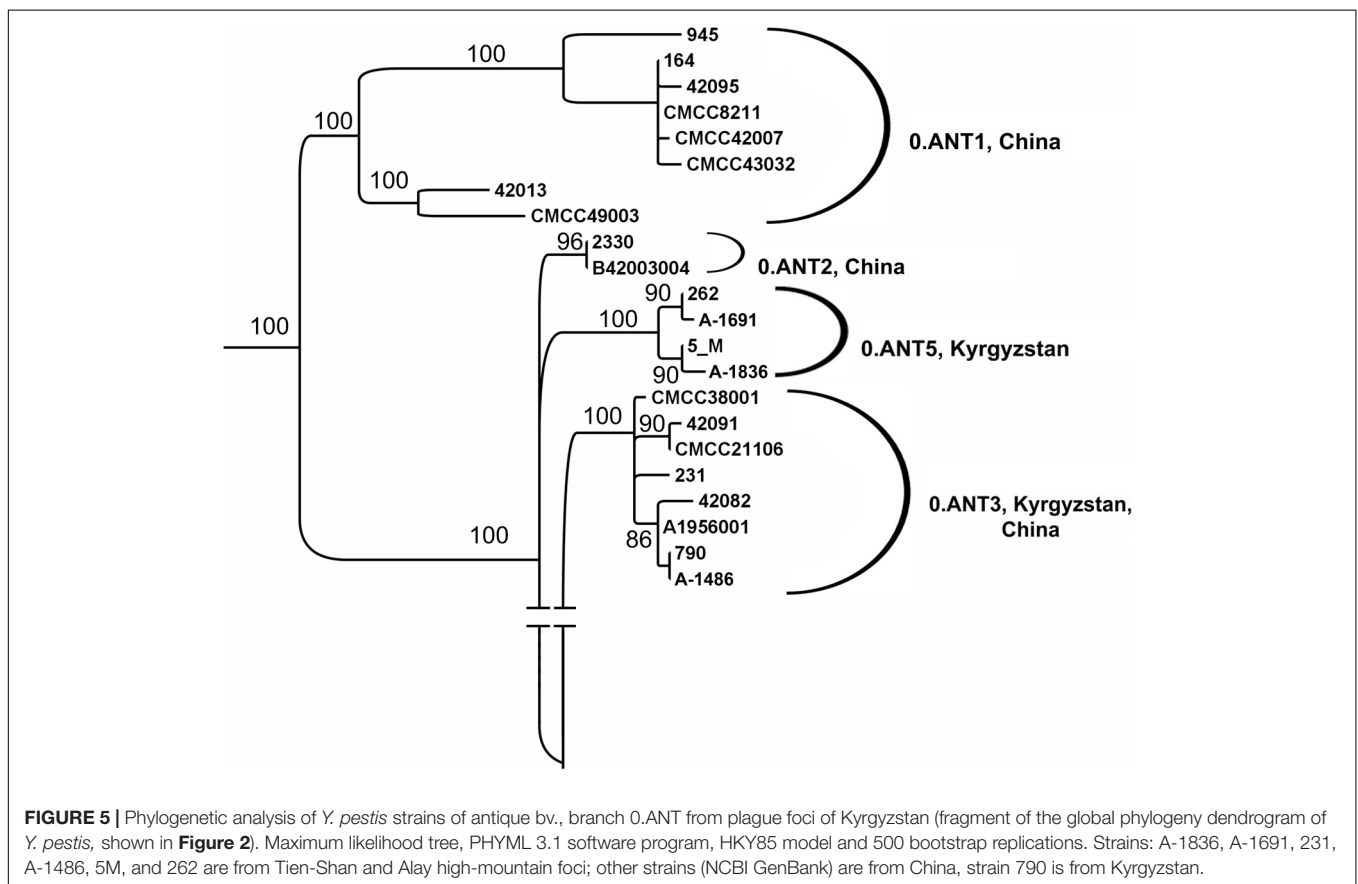 945
100
164
42095
CMCC8211
100
CMCC42007
0.ANT1, China
CMCC43032
100
42013
CMCC49003
96
2330
B42003004
0.ANT2, China
90
262
A-1691
100
100
5_M
0.ANT5, Kyrgyzstan
90
A-1836
CMCC38001
100
90
42091
CMCC21106
231
42082
0.ANT3, Kyrgyzstan,
China
A1956001
86
100
790
A-1486
FIGURE 5 | Phylogenetic analysis of Y. pestis strains of antique bv., branch 0.ANT from plague foci of Kyrgyzstan (fragment of the global phylogeny dendrogram of
Y. pestis, shown in Figure 2). Maximum likelihood tree, PHYML 3.1 software program, HKY85 model and 500 bootstrap replications. Strains: A-1836, A-1691, 231,
A-1486, 5M, and 262 are from Tien-Shan and Alay high-mountain foci; other strains (NCBI GenBank) are from China, strain 790 is from Kyrgyzstan.